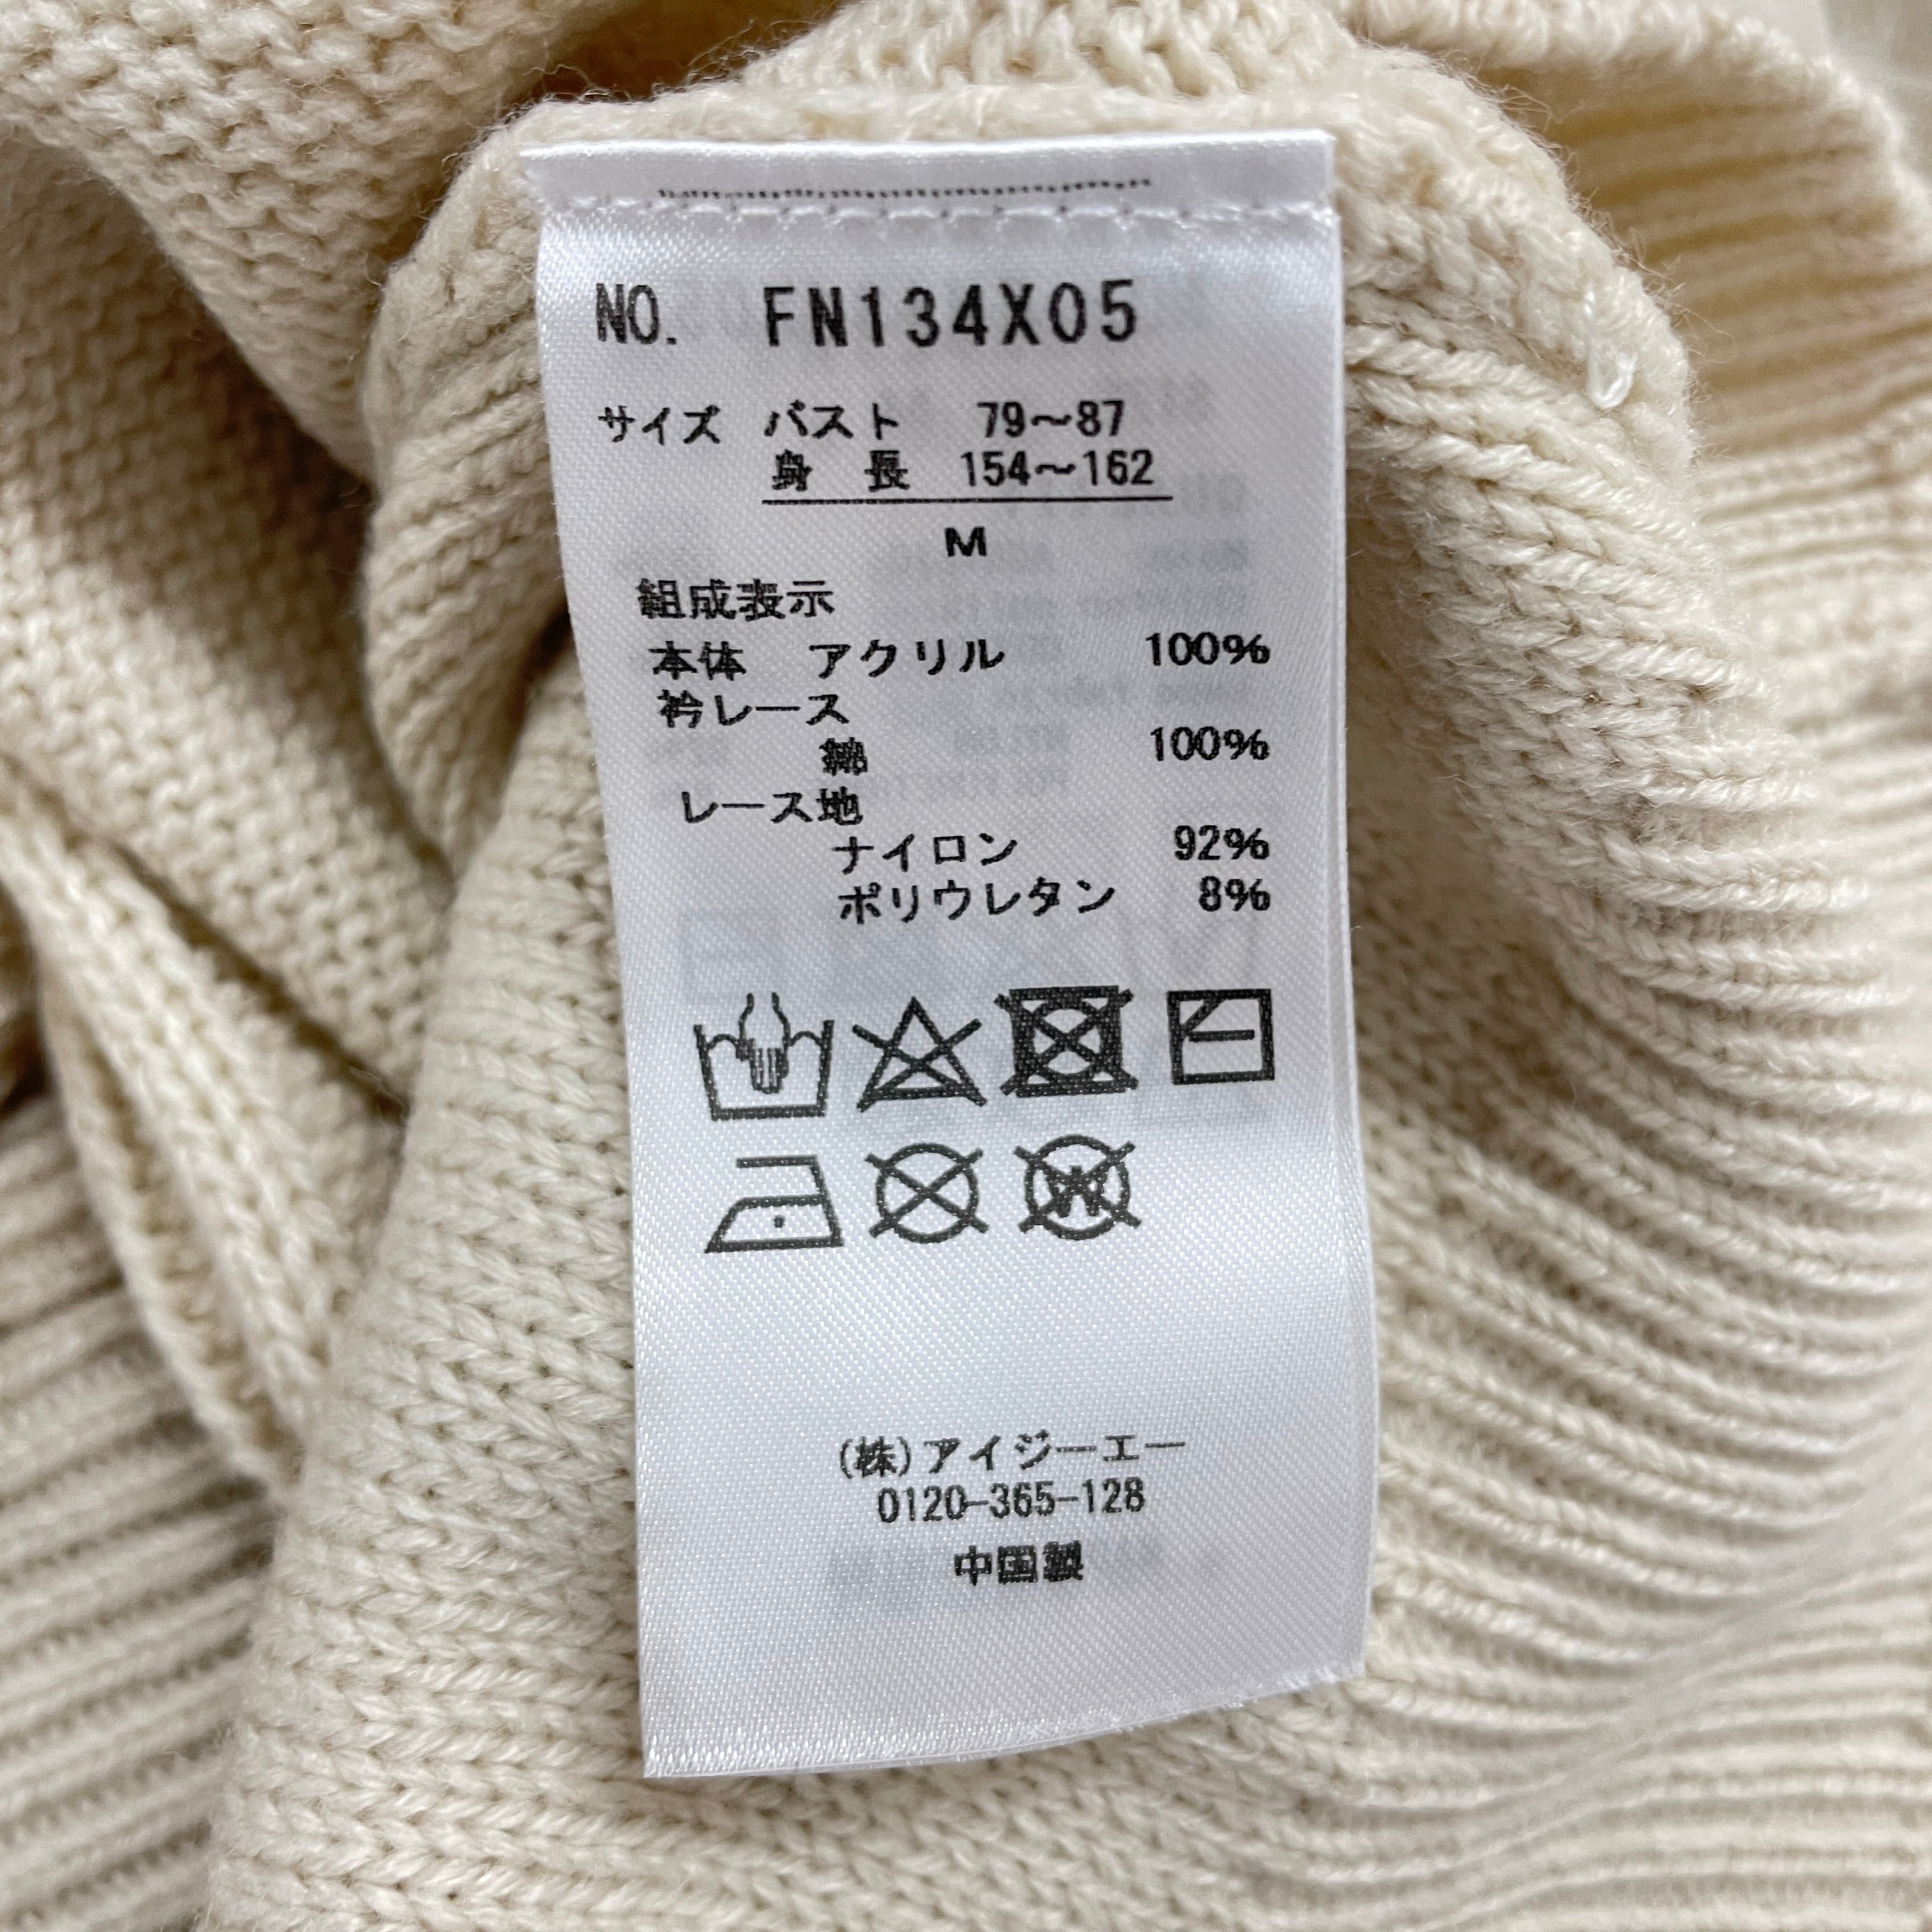 NO. FN134X05
サイズ バスト 79〜87
身 長 154〜162
M
組成表示
本体 アクリル 100%
衿レース
綿 100%
レース地
ナイロン 92%
ポリウレタン 8%
(株)アイジーエー
0120-365-128
中国製